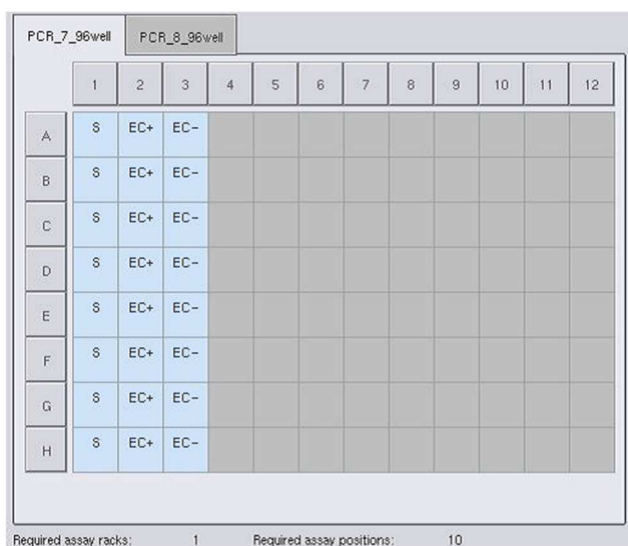 PCR_7_96well PCR_8_96well
1 2 3 4 5 6 7 8 9 10 11 12
A S EC+ EC-
B S EC+ EC-
C S EC+ EC-
D S EC+ EC-
E S EC+ EC-
F S EC+ EC-
G S EC+ EC-
H S EC+ EC-
Required assay racks: 1 Required assay positions: 10